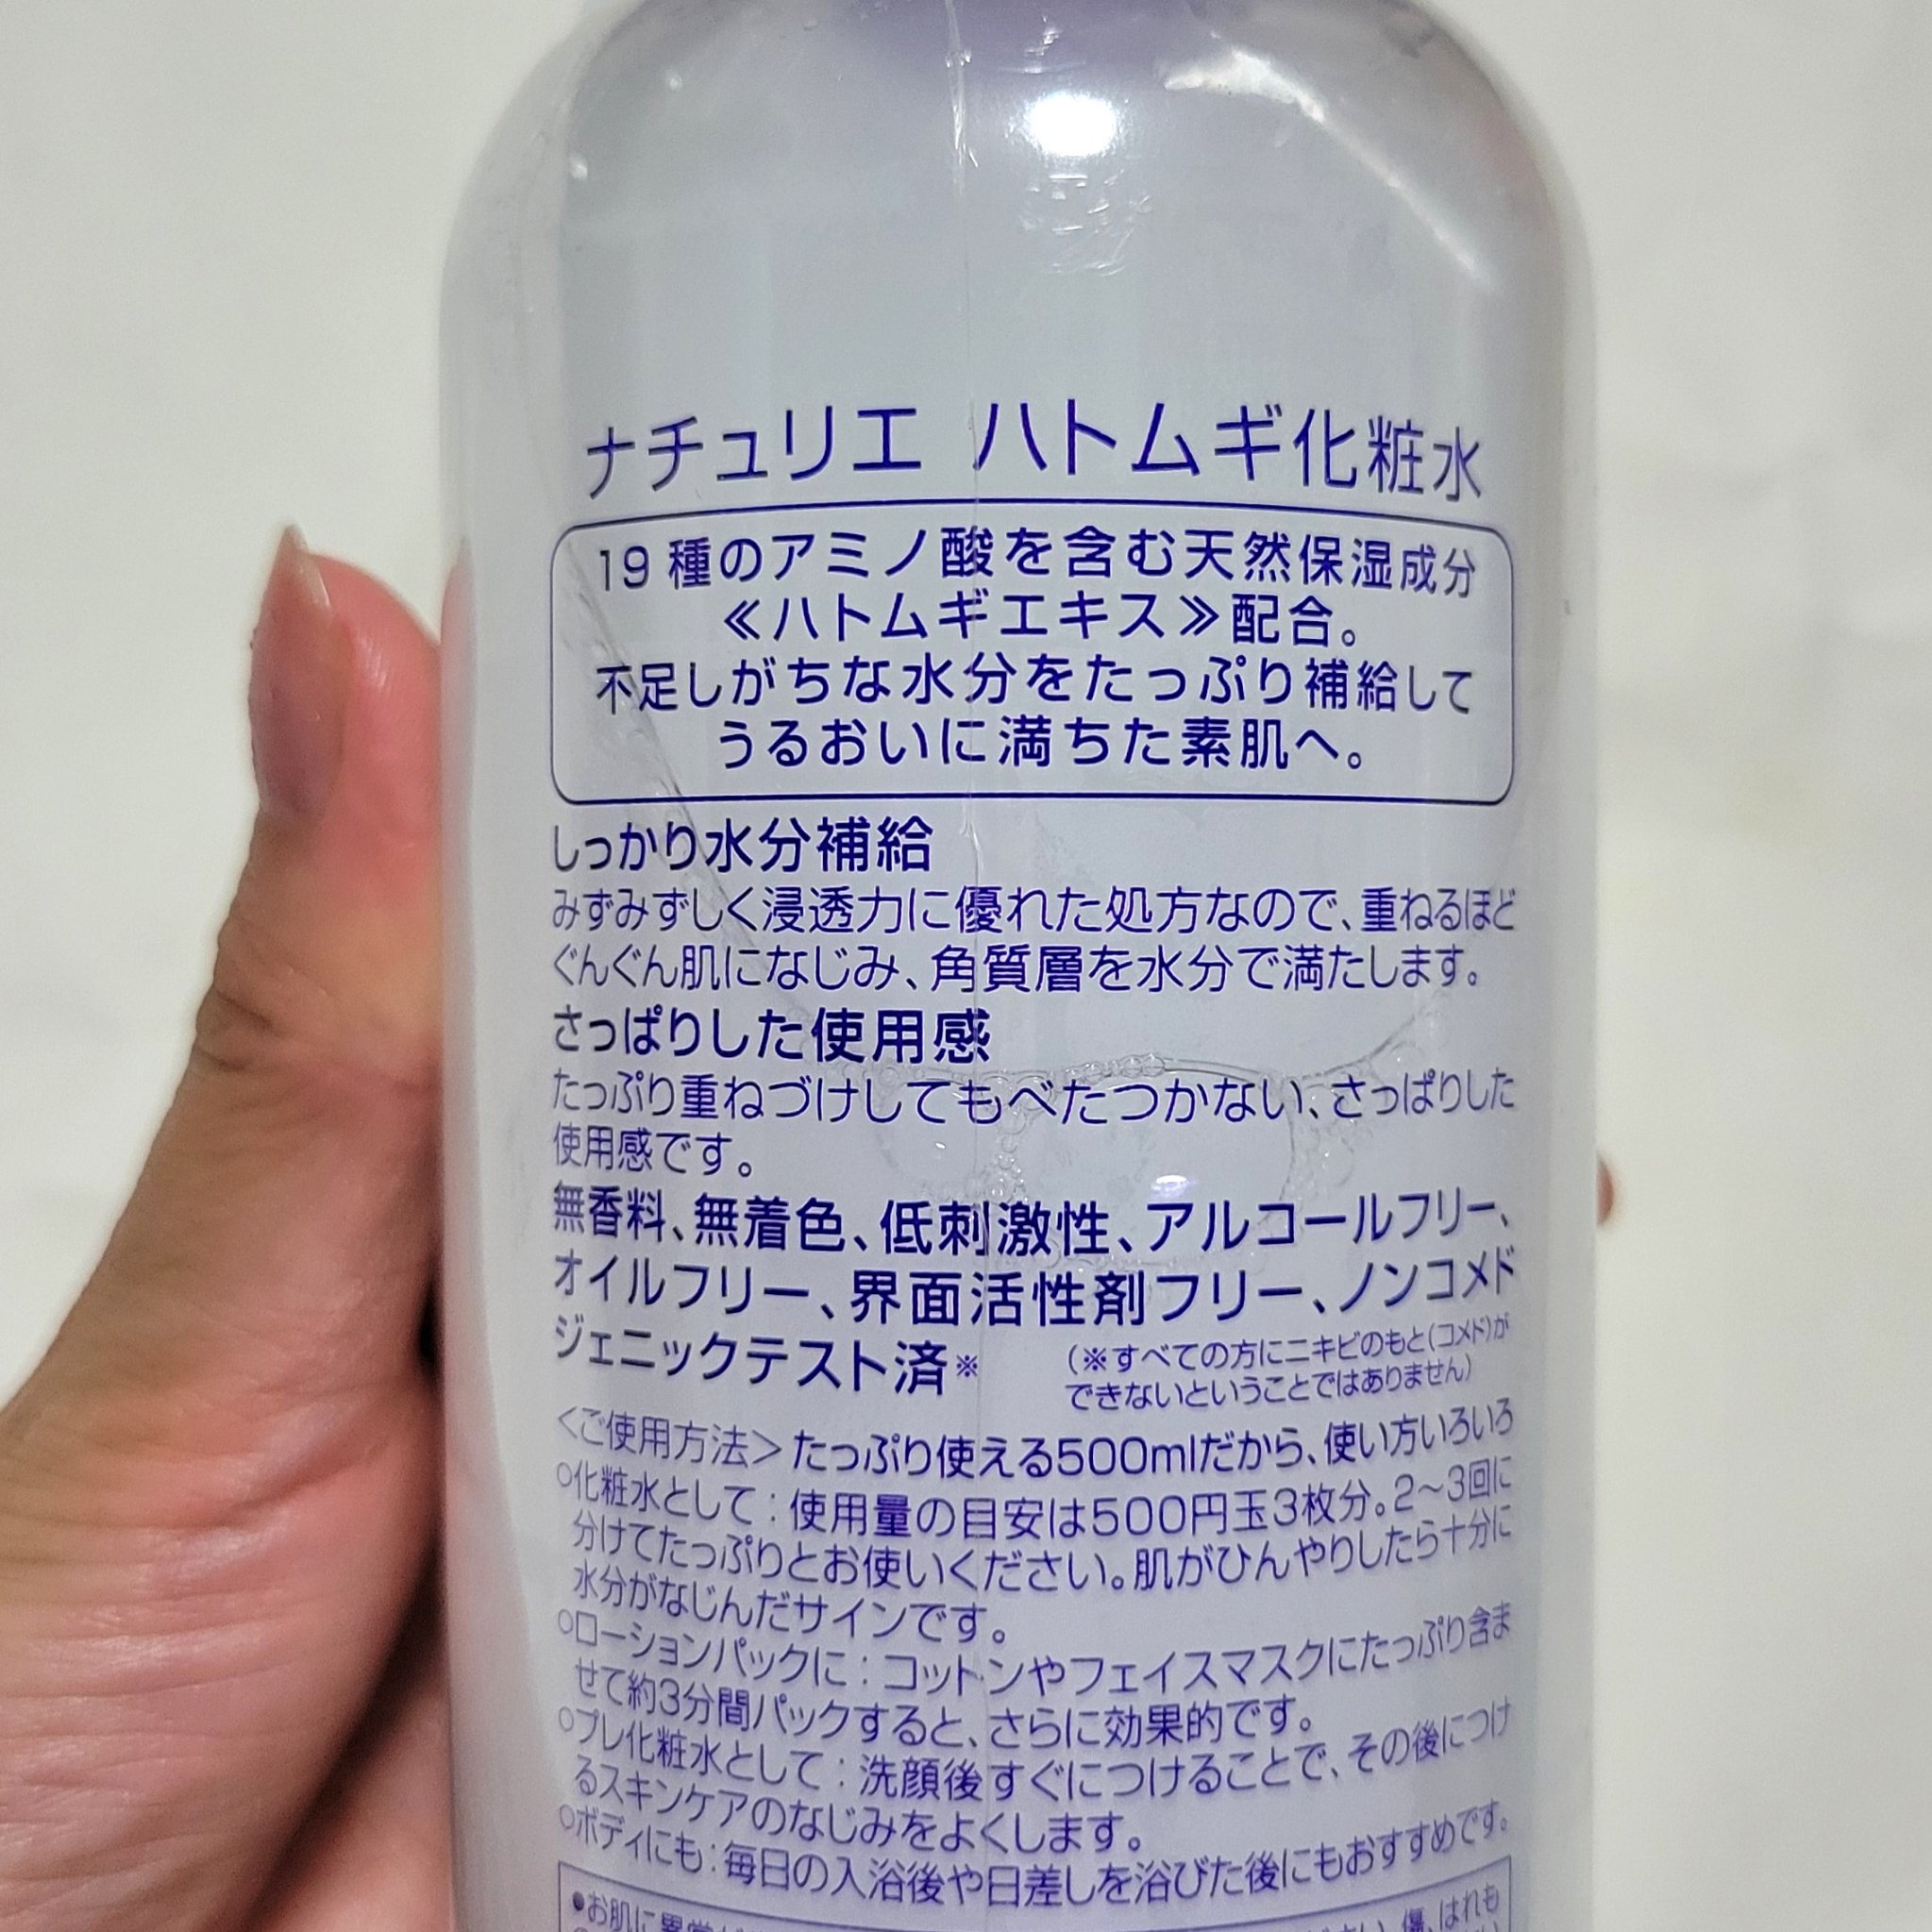 ナチュリエ ハトムギ化粧水
19種のアミノ酸を含む天然保湿成分
≪ハトムギエキス≫配合。
不足しがちな水分をたっぷり補給して
うるおいに満ちた素肌へ。
しっかり水分補給
みずみずしく浸透力に優れた処方なので、重ねるほど
ぐんぐん肌になじみ、角質層を水分で満たします。
さっぱりした使用感
たっぷり重ねづけしてもべたつかない、さっぱりした
使用感です。
無香料、無着色、低刺激性、アルコールフリー、
オイルフリー、界面活性剤フリー、ノンコメド
ジェニックテスト済※
(※すべての方にニキビのもと(コメド)が
できないということではありません)
<ご使用方法>たっぷり使える500mlだから、使い方いろいろ
○化粧水として：使用量の目安は500円玉3枚分。2〜3回に
分けてたっぷりとお使いください。肌がひんやりしたら十分に
水分がなじんだサインです。
○ローションパックに：コットンやフェイスマスクにたっぷり含ま
せて約3分間パックすると、さらに効果的です。
○プレ化粧水として：洗顔後すぐにつけることで、その後につけ
るスキンケアのなじみをよくします。
○ボディにも：毎日の入浴後や日差しを浴びた後にもおすすめです。
●お肌に異常が 傷、はれも